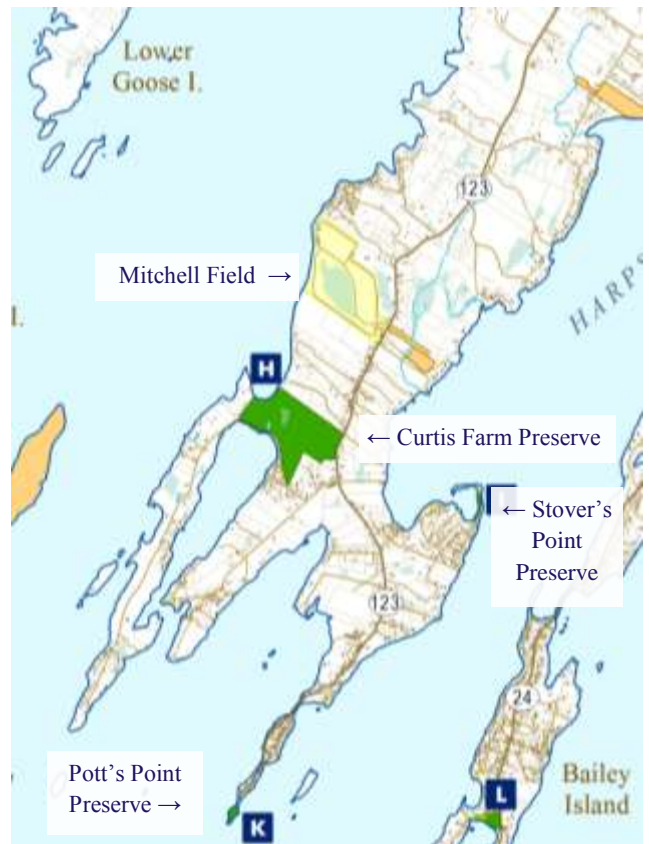 Lower
Goose I.
123
Mitchell Field →
HARPS
I.
H
← Curtis Farm Preserve
← Stover's
Point
Preserve
123
24
Pott's Point
Preserve →
Bailey
Island
L
K